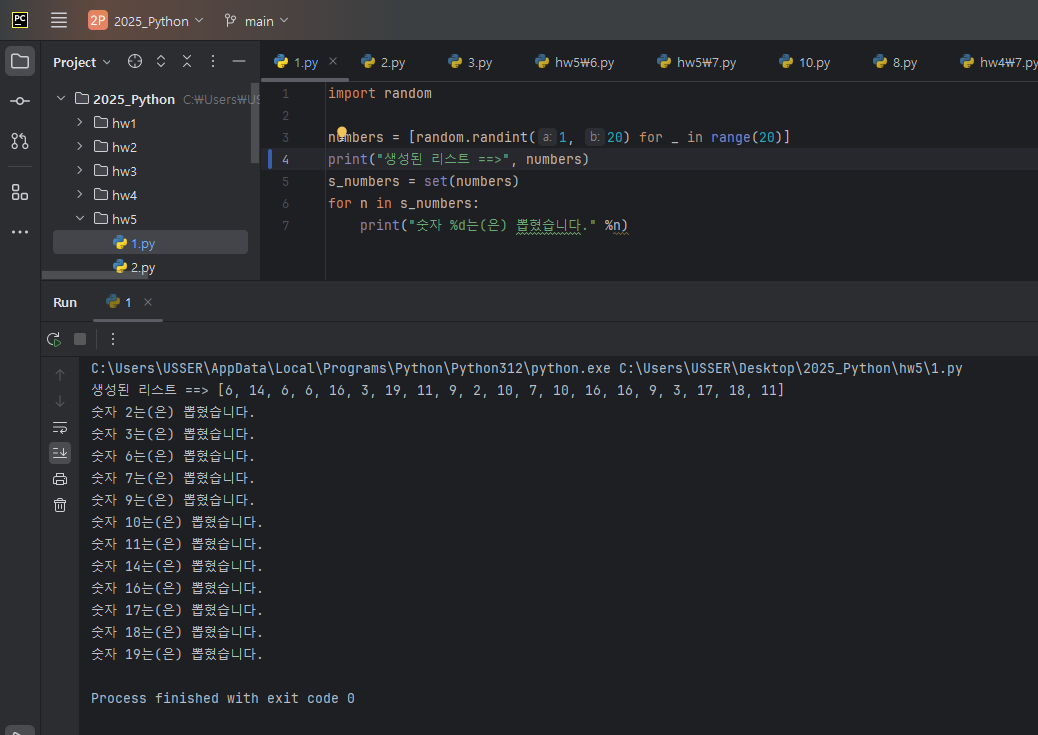 PC 2P 2025_Python main
Project 1.py 2.py 3.py hw5₩6.py hw5₩7.py 10.py 8.py hw4₩7.py
2025_Python C:₩Users₩US
hw1
hw2
hw3
hw4
hw5
1.py
2.py
1 import random
2
3 numbers = [random.randint( a: 1, b: 20) for _ in range(20)]
4 print("생성된 리스트 ==>", numbers)
5 s_numbers = set(numbers)
6 for n in s_numbers:
7 print("숫자 %d는(은) 뽑혔습니다." %n)
Run 1
C:\Users\USSER\AppData\Local\Programs\Python\Python312\python.exe C:\Users\USSER\Desktop\2025_Python\hw5\1.py
생성된 리스트 ==> [6, 14, 6, 6, 16, 3, 19, 11, 9, 2, 10, 7, 10, 16, 16, 9, 3, 17, 18, 11]
숫자 2는(은) 뽑혔습니다.
숫자 3는(은) 뽑혔습니다.
숫자 6는(은) 뽑혔습니다.
숫자 7는(은) 뽑혔습니다.
숫자 9는(은) 뽑혔습니다.
숫자 10는(은) 뽑혔습니다.
숫자 11는(은) 뽑혔습니다.
숫자 14는(은) 뽑혔습니다.
숫자 16는(은) 뽑혔습니다.
숫자 17는(은) 뽑혔습니다.
숫자 18는(은) 뽑혔습니다.
숫자 19는(은) 뽑혔습니다.
Process finished with exit code 0